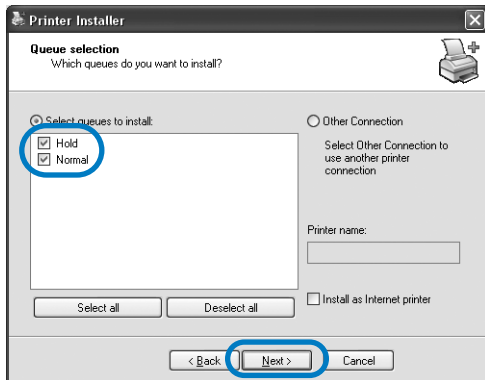 Printer Installer
Queue selection
Which queues do you want to install?
Select queues to install:
Hold
Normal
Select all
Deselect all
Other Connection
Select Other Connection to
use another printer
connection
Printer name:
Install as Internet printer
< Back
Next >
Cancel